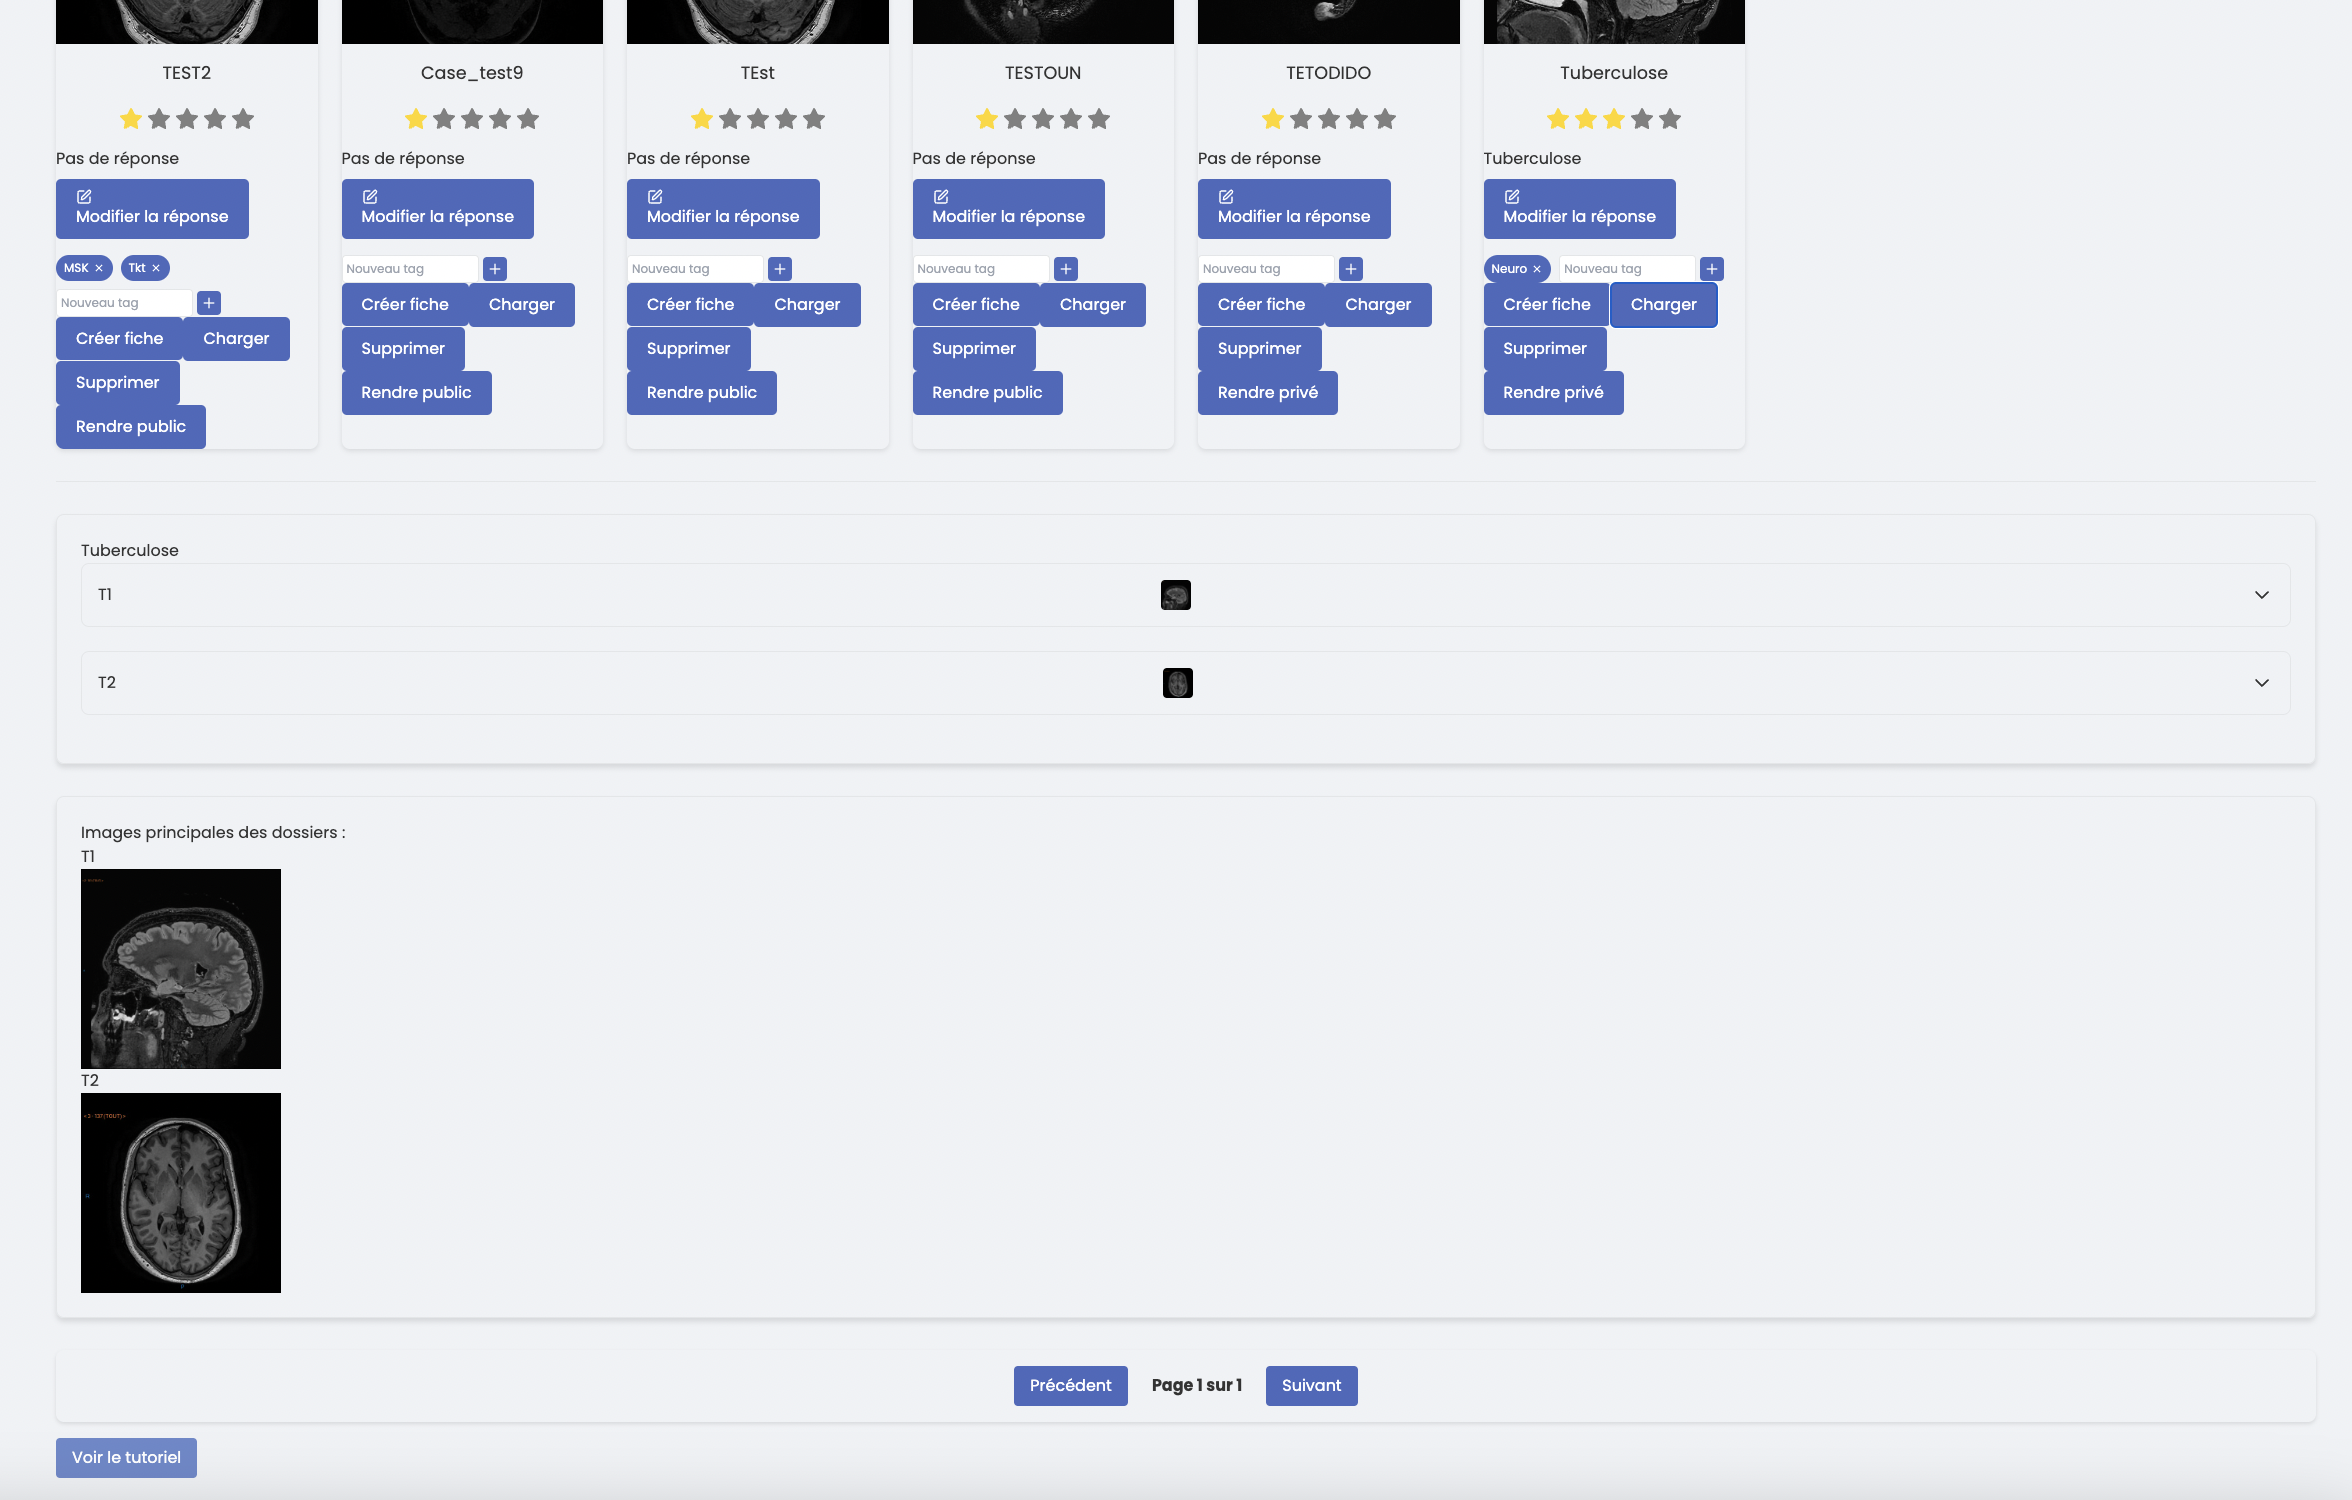 TEST2
Case_test9
TEst
TESTOUN
TETODIDO
Tuberculose
Pas de réponse
Pas de réponse
Pas de réponse
Pas de réponse
Pas de réponse
Tuberculose
Modifier la réponse
Modifier la réponse
Modifier la réponse
Modifier la réponse
Modifier la réponse
Modifier la réponse
MSK × Tkt ×
Nouveau tag +
Créer fiche Charger
Supprimer
Rendre public
Nouveau tag +
Créer fiche Charger
Supprimer
Rendre public
Nouveau tag +
Créer fiche Charger
Supprimer
Rendre public
Nouveau tag +
Créer fiche Charger
Supprimer
Rendre public
Nouveau tag +
Créer fiche Charger
Supprimer
Rendre privé
Neuro × Nouveau tag +
Créer fiche Charger
Supprimer
Rendre privé
Tuberculose
T1
T2
Images principales des dossiers :
T1
T2
Précédent Page 1 sur 1 Suivant
Voir le tutoriel